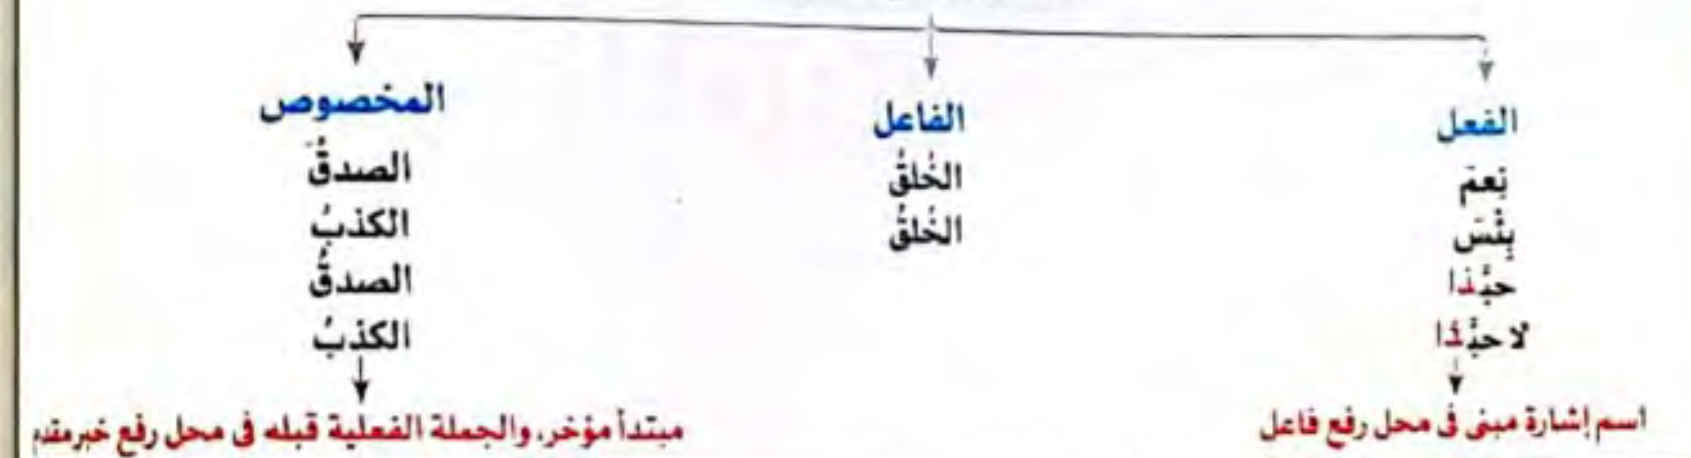 الفعل الفاعل المخصوص
نِعمَ الخُلقُ الصدقُ
بِئْسَ الخُلقُ الكذبُ
حبَّذا الصدقُ
لا حبَّذا الكذبُ
اسم إشارة مبنى فى محل رفع فاعل
مبتدأ مؤخر، والجملة الفعلية قبله فى محل رفع خبر مقدم